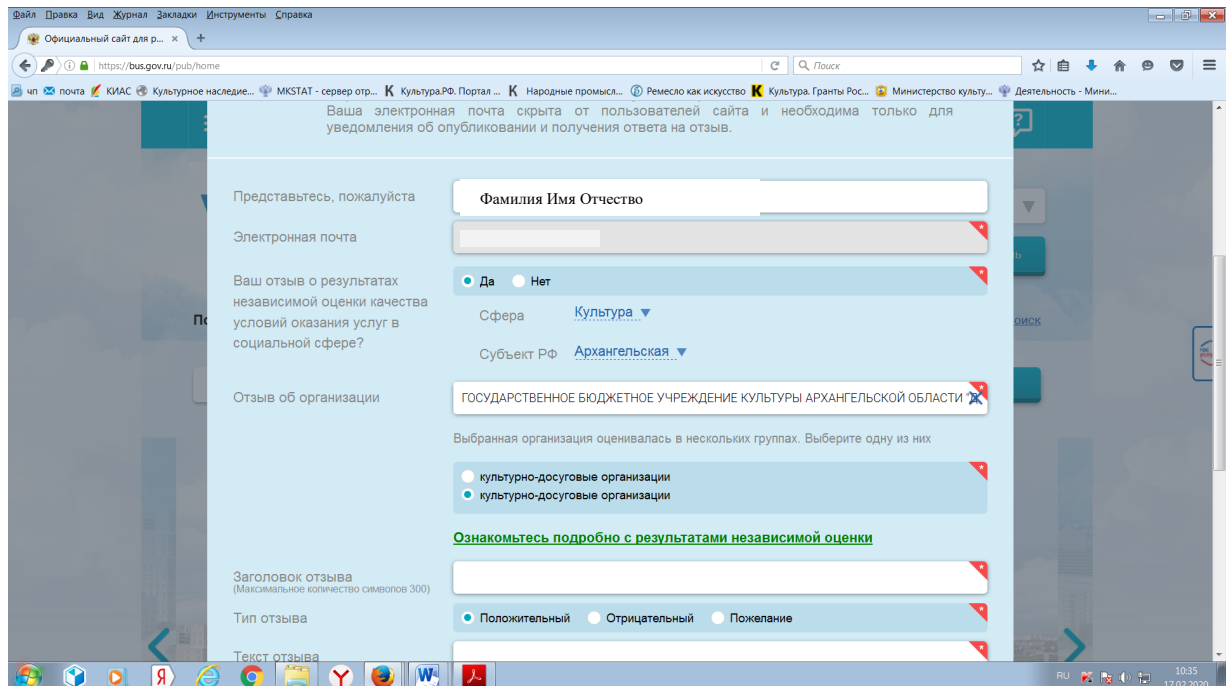 Файл Правка Вид Журнал Закладки Инструменты Справка
Официальный сайт для р... × +
https://bus.gov.ru/pub/home
Поиск
чп почта КИАС Культурное наследие... MKSTAT - сервер отр... Культура.РФ. Портал ... Народные промысл... Ремесло как искусство Культура. Гранты Рос... Министерство культу... Деятельность - Мини...
Ваша электронная почта скрыта от пользователей сайта и необходима только для
уведомления об опубликовании и получения ответа на отзыв.
Представьтесь, пожалуйста
Фамилия Имя Отчество
Электронная почта
Ваш отзыв о результатах
независимой оценки качества
условий оказания услуг в
социальной сфере?
Да Нет
Сфера Культура
Субъект РФ Архангельская
По
оиск
Отзыв об организации
ГОСУДАРСТВЕННОЕ БЮДЖЕТНОЕ УЧРЕЖДЕНИЕ КУЛЬТУРЫ АРХАНГЕЛЬСКОЙ ОБЛАСТИ
Выбранная организация оценивалась в нескольких группах. Выберите одну из них
культурно-досуговые организации
культурно-досуговые организации
Ознакомьтесь подробно с результатами независимой оценки
Заголовок отзыва
(Максимальное количество символов 300)
Тип отзыва
Положительный Отрицательный Пожелание
Текст отзыва
RU
10:35
17.02.2020